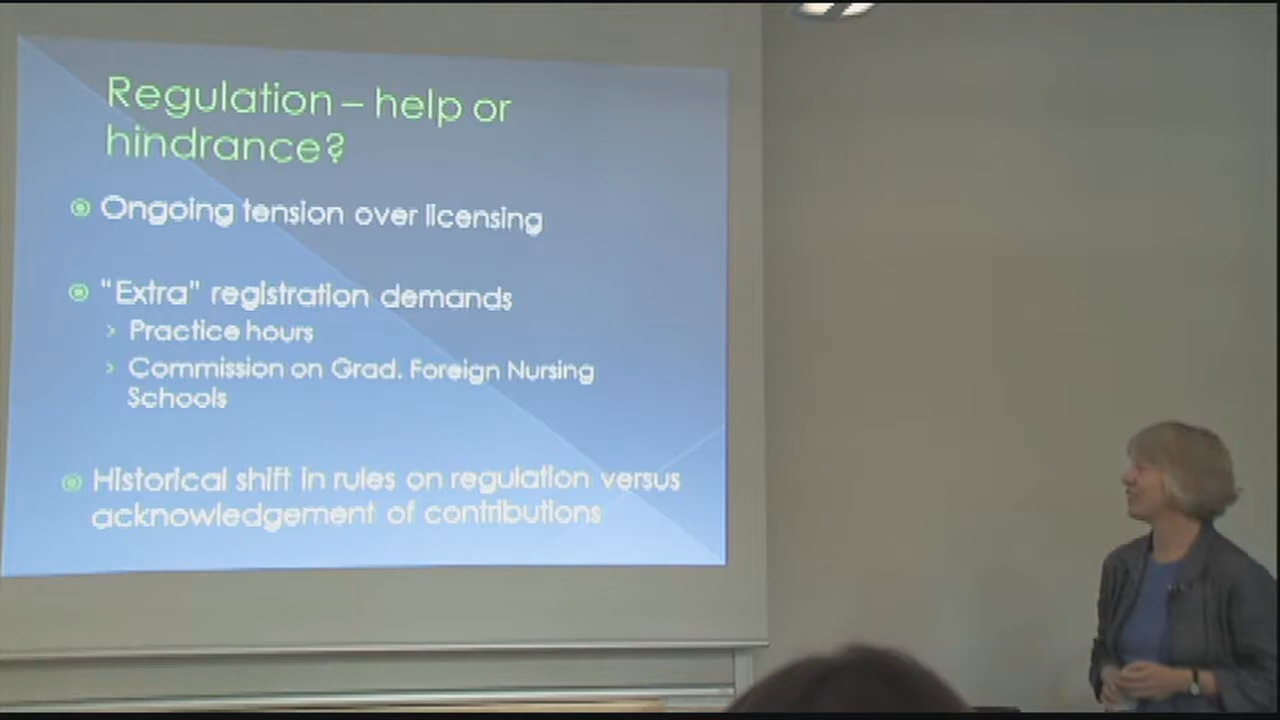 Regulation – help or
hindrance?
Ongoing tension over licensing
“Extra” registration demands
Practice hours
Commission on Grad. Foreign Nursing
Schools
Historical shift in rules on regulation versus
acknowledgement of contributions